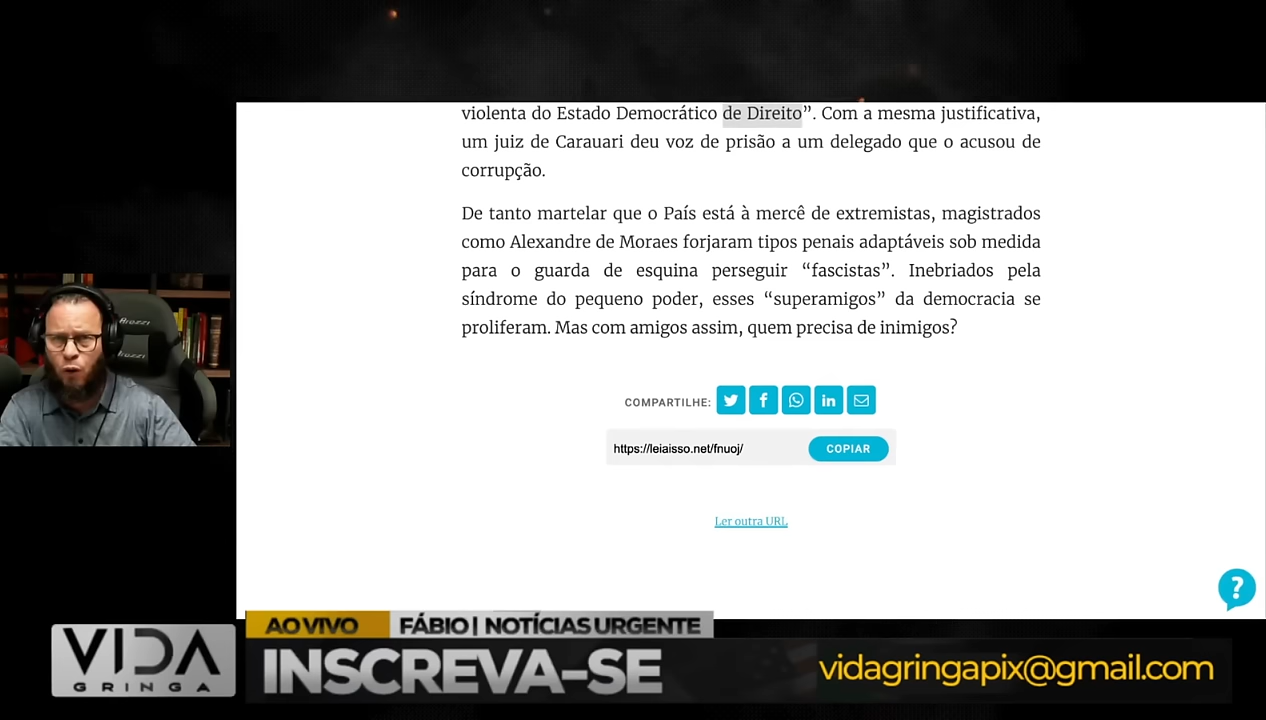 violenta do Estado Democrático de Direito”. Com a mesma justificativa,
um juiz de Carauari deu voz de prisão a um delegado que o acusou de
corrupção.
De tanto martelar que o País está à mercê de extremistas, magistrados
como Alexandre de Moraes forjaram tipos penais adaptáveis sob medida
para o guarda de esquina perseguir “fascistas”. Inebriados pela
síndrome do pequeno poder, esses “superamigos” da democracia se
proliferam. Mas com amigos assim, quem precisa de inimigos?
Arozzi
Arozzi
COMPARTILHE:
https://leiaisso.net/fnuoj/ COPIAR
Ler outra URL
?
AO VIVO FÁBIO | NOTÍCIAS URGENTE
VIDA
GRINGA
INSCREVA-SE
vidagringapix@gmail.com